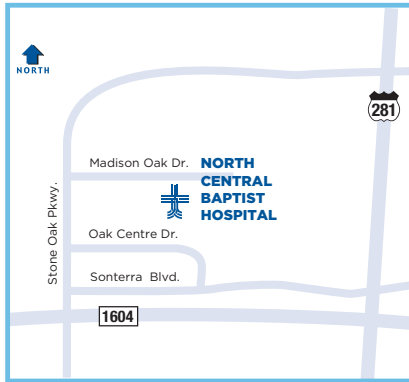 NORTH
281
Madison Oak Dr.
NORTH
CENTRAL
BAPTIST
HOSPITAL
Stone Oak Pkwy.
Oak Centre Dr.
Sonterra Blvd.
1604